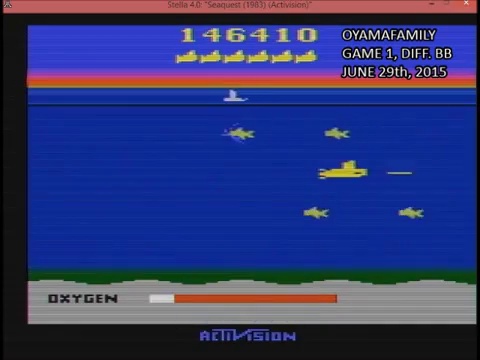 Stella 4.0: "Seaquest (1983) (Activision)"
146410
OYAMAFAMILY
GAME 1, DIFF. BB
JUNE 29th, 2015
OXYGEN
ACTIVISION